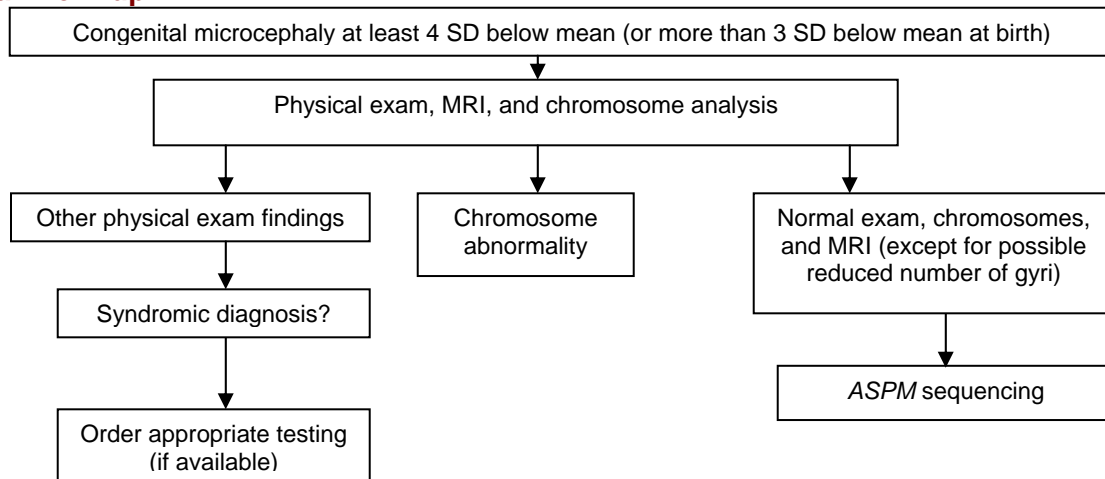 Congenital microcephaly at least 4 SD below mean (or more than 3 SD below mean at birth)
Physical exam, MRI, and chromosome analysis
Other physical exam findings
Chromosome
abnormality
Normal exam, chromosomes,
and MRI (except for possible
reduced number of gyri)
Syndromic diagnosis?
ASPM sequencing
Order appropriate testing
(if available)